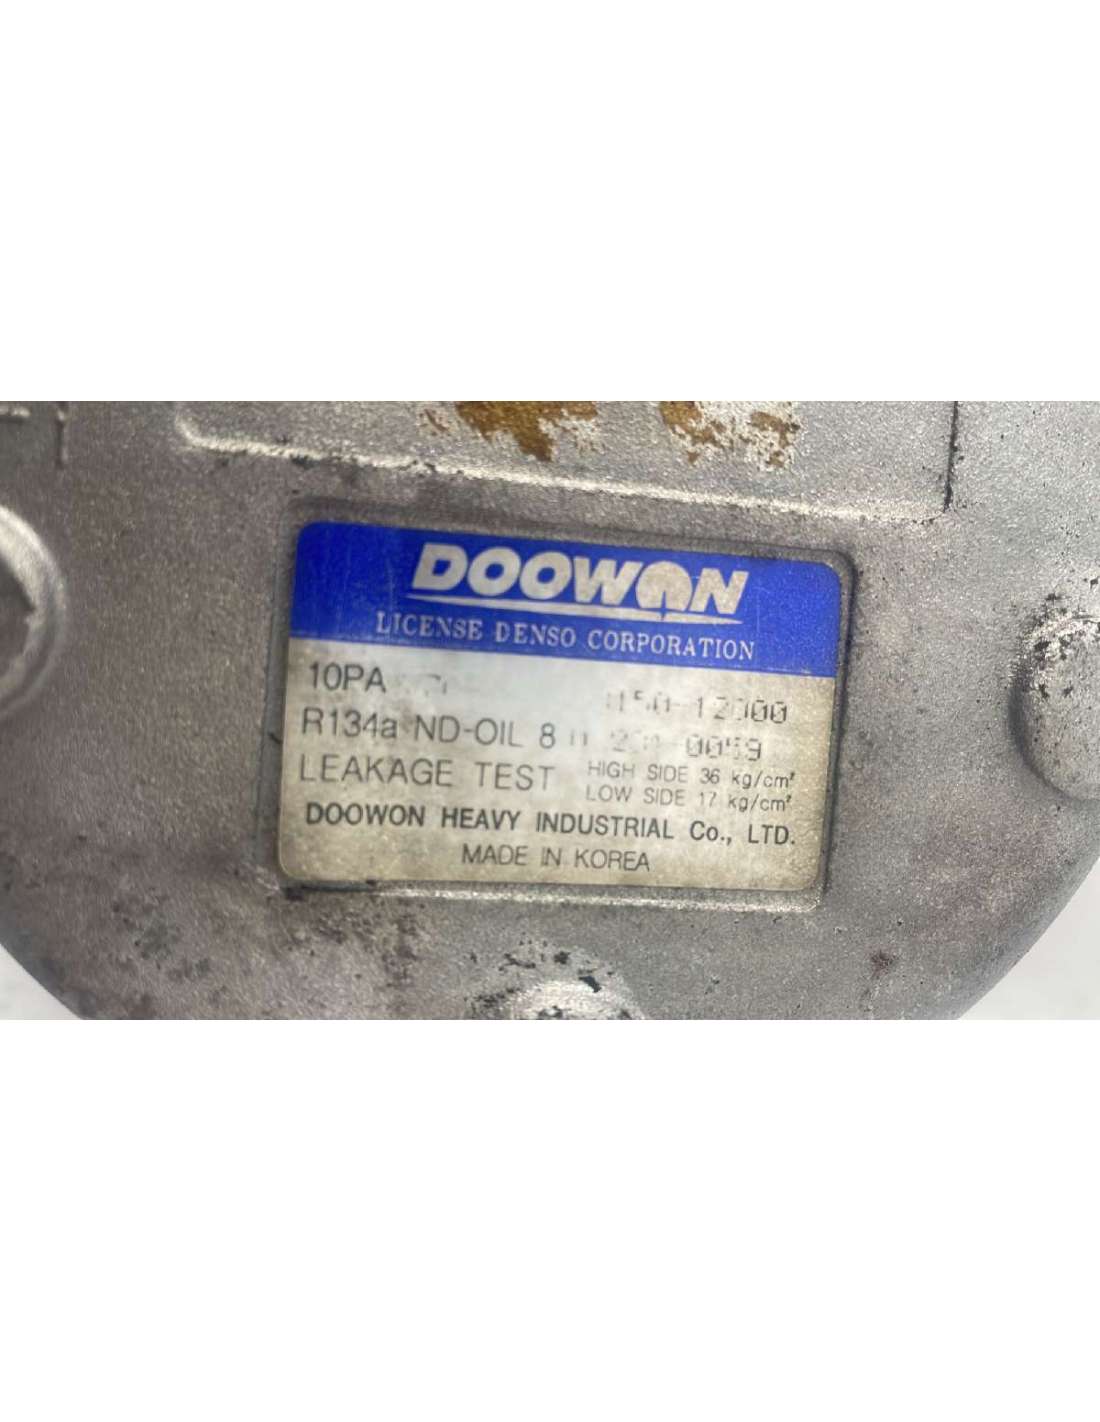 DOOWON
LICENSE DENSO CORPORATION
10PA
R134a ND-OIL 8
LEAKAGE TEST
HIGH SIDE 36 kg/cm²
LOW SIDE 17 kg/cm²
DOOWON HEAVY INDUSTRIAL Co., LTD.
MADE IN KOREA